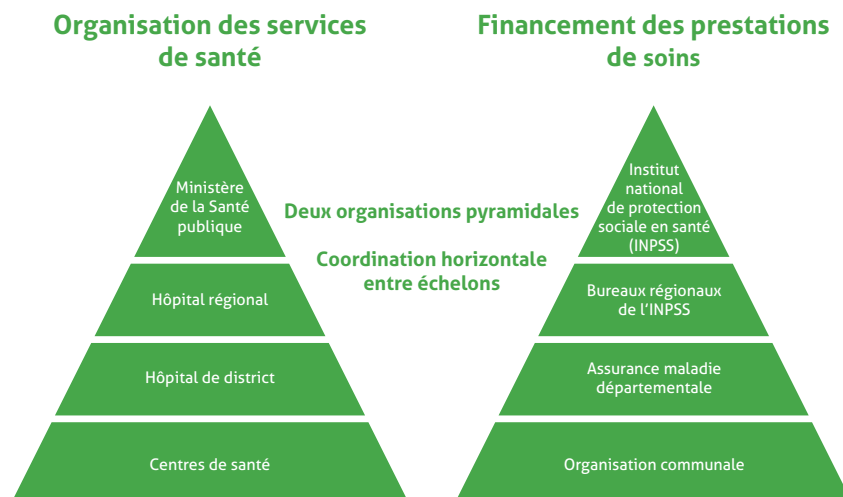 Organisation des services
de santé
Financement des prestations
de soins
Ministère
de la Santé
publique
Hôpital régional
Hôpital de district
Centres de santé
Deux organisations pyramidales
Coordination horizontale
entre échelons
Institut
national
de protection
sociale en santé
(INPSS)
Bureaux régionaux
de l’INPSS
Assurance maladie
départementale
Organisation communale